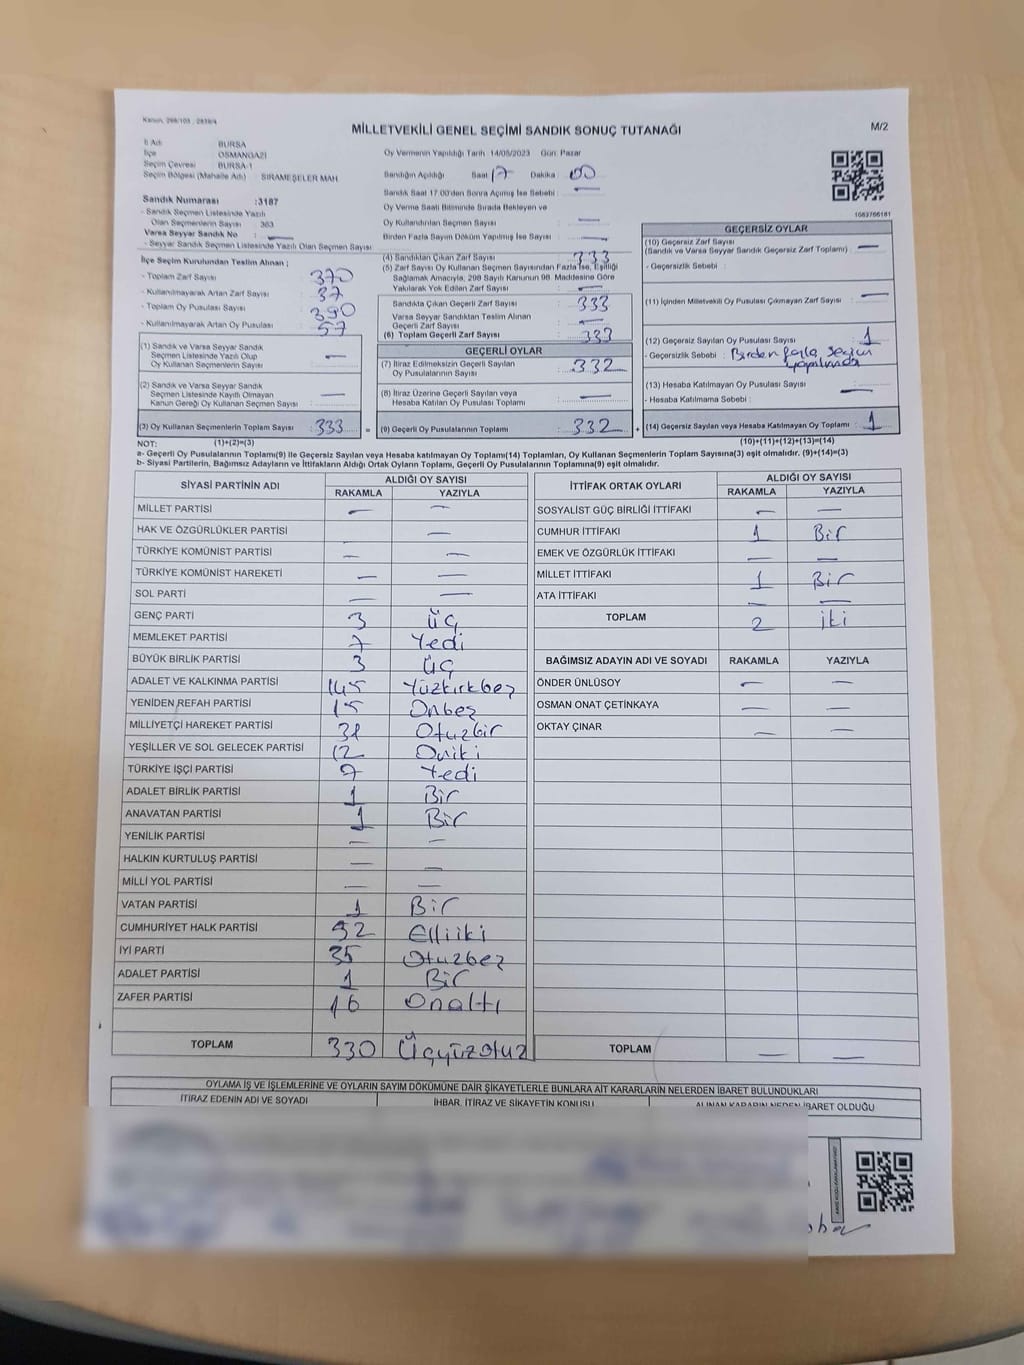 Kanun, 298/105 , 2839/4
MİLLETVEKİLİ GENEL SEÇİMİ SANDIK SONUÇ TUTANAĞI
M/2
İl Adı : BURSA
İlçe : OSMANGAZİ
Seçim Çevresi : BURSA-1
Seçim Bölgesi (Mahalle Adı) : SIRAMEŞELER MAH
Sandık Numarası :3187
- Sandık Seçmen Listesinde Yazılı
Olan Seçmenlerin Sayısı : 363
Varsa Seyyar Sandık No : —
- Seyyar Sandık Seçmen Listesinde Yazılı Olan Seçmen Sayısı
Oy Vermenin Yapıldığı Tarih :14/05/2023 Gün: Pazar
Sandığın Açıldığı Saat 17 Dakika 00
Sandık Saat 17.00'den Sonra Açımış İse Sebebi : —
Oy Verme Saati Bitiminde Sırada Bekleyen ve
Oy Kullandırılan Seçmen Sayısı : —
Birden Fazla Sayım Döküm Yapılmış İse Sayısı : —
1683766181
İlçe Seçim Kurulundan Teslim Alınan ;
- Toplam Zarf Sayısı : 370
- Kullanılmayarak Artan Zarf Sayısı : 37
- Toplam Oy Pusulası Sayısı : 390
- Kullanılmayarak Artan Oy Pusulası : 57
(1) Sandık ve Varsa Seyyar Sandık
Seçmen Listesinde Yazılı Olup
Oy Kullanan Seçmenlerin Sayısı : —
(2) Sandık ve Varsa Seyyar Sandık
Seçmen Listesinde Kayıtlı Olmayan
Kanun Gereği Oy Kullanan Seçmen Sayısı : —
(3) Oy Kullanan Seçmenlerin Toplam Sayısı : 333 =
(4) Sandıktan Çıkan Zarf Sayısı : 333
(5) Zarf Sayısı Oy Kullanan Seçmen Sayısından Fazla İse, Eşitliği
Sağlamak Amacıyla, 298 Sayılı Kanunun 98. Maddesine Göre
Yakılarak Yok Edilen Zarf Sayısı : —
Sandıkta Çıkan Geçerli Zarf Sayısı : 333
Varsa Seyyar Sandıktan Teslim Alınan
Geçerli Zarf Sayısı : —
(6) Toplam Geçerli Zarf Sayısı : 333
GEÇERLİ OYLAR
(7) İtiraz Edilmeksizin Geçerli Sayılan
Oy Pusulalarının Sayısı : 332
(8) İtiraz Üzerine Geçerli Sayılan veya
Hesaba Katılan Oy Pusulası Toplamı : —
(9) Geçerli Oy Pusulalarının Toplamı : 332 +
GEÇERSİZ OYLAR
(10) Geçersiz Zarf Sayısı
(Sandık ve Varsa Seyyar Sandık Geçersiz Zarf Toplamı) : —
- Geçersizlik Sebebi :
(11) İçinden Milletvekili Oy Pusulası Çıkmayan Zarf Sayısı : —
(12) Geçersiz Sayılan Oy Pusulası Sayısı : 1
- Geçersizlik Sebebi : Birden fazla seçim
(13) Hesaba Katılmayan Oy Pusulası Sayısı : —
- Hesaba Katılmama Sebebi :
(14) Geçersiz Sayılan veya Hesaba Katılmayan Oy Toplamı : 1
NOT: (1)+(2)=(3)
(10)+(11)+(12)+(13)=(14)
a- Geçerli Oy Pusulalarının Toplamı(9) ile Geçersiz Sayılan veya Hesaba Katılmayan Oy Toplamı(14) Toplamları, Oy Kullanan Seçmenlerin Toplam Sayısına(3) eşit olmalıdır. (9)+(14)=(3)
b- Siyasi Partilerin, Bağımsız Adayların ve İttifakların Aldığı Ortak Oyların Toplamı, Geçerli Oy Pusulalarının Toplamına(9) eşit olmalıdır.
SİYASİ PARTİNİN ADI ALDIĞI OY SAYISI
RAKAMLA YAZIYLA
MİLLET PARTİSİ — —
HAK VE ÖZGÜRLÜKLER PARTİSİ —
TÜRKİYE KOMÜNİST PARTİSİ — —
TÜRKİYE KOMÜNİST HAREKETİ — —
SOL PARTİ — —
GENÇ PARTİ 3 Üç
MEMLEKET PARTİSİ 7 Yedi
BÜYÜK BİRLİK PARTİSİ 3 Üç
ADALET VE KALKINMA PARTİSİ 145 Yüzkırkbeş
YENİDEN REFAH PARTİSİ 15 Onbeş
MİLLİYETÇİ HAREKET PARTİSİ 31 Otuzbir
YEŞİLLER VE SOL GELECEK PARTİSİ 12 Oniki
TÜRKİYE İŞÇİ PARTİSİ 7 Yedi
ADALET BİRLİK PARTİSİ 1 Bir
ANAVATAN PARTİSİ 1 Bir
YENİLİK PARTİSİ — —
HALKIN KURTULUŞ PARTİSİ — —
MİLLİ YOL PARTİSİ — —
VATAN PARTİSİ 1 Bir
CUMHURİYET HALK PARTİSİ 52 Elliiki
İYİ PARTİ 35 Otuzbeş
ADALET PARTİSİ 1 Bir
ZAFER PARTİSİ 16 Onaltı
TOPLAM 330 Üçyüzotuz
İTTİFAK ORTAK OYLARI ALDIĞI OY SAYISI
RAKAMLA YAZIYLA
SOSYALİST GÜÇ BİRLİĞİ İTTİFAKI — —
CUMHUR İTTİFAKI 1 Bir
EMEK VE ÖZGÜRLÜK İTTİFAKI — —
MİLLET İTTİFAKI 1 Bir
ATA İTTİFAKI — —
TOPLAM 2 İki
BAĞIMSIZ ADAYIN ADI VE SOYADI RAKAMLA YAZIYLA
ÖNDER ÜNLÜSOY — —
OSMAN ONAT ÇETİNKAYA — —
OKTAY ÇINAR — —
TOPLAM — —
OYLAMA İŞ VE İŞLEMLERİNE VE OYLARIN SAYIM DÖKÜMÜNE DAİR ŞİKAYETLERLE BUNLARA AİT KARARLARIN NELERDEN İBARET BULUNDUKLARI
İTİRAZ EDENİN ADI VE SOYADI İHBAR, İTİRAZ VE ŞİKAYETİN KONUSU ALINAN KARARIN NEDEN İBARET OLDUĞU